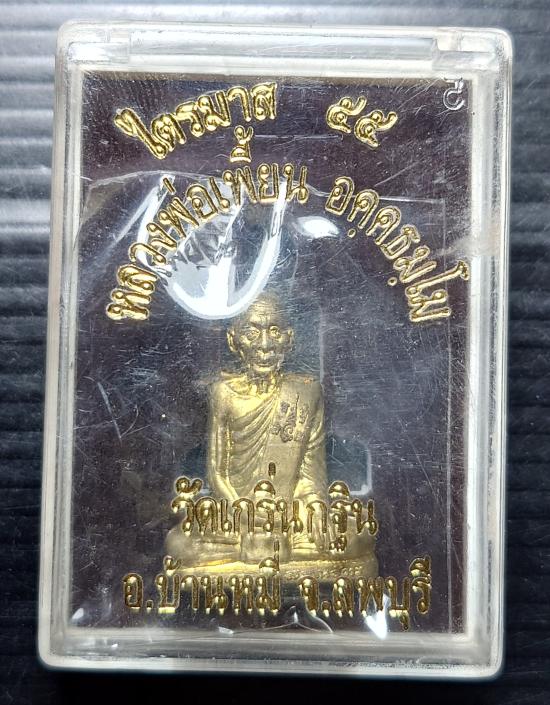 ไตรมาส ๕๕
หลวงพ่อเพี้ยน อคฺคธมฺโม
วัดเกริ่นกฐิน
อ.บ้านหมี่ จ.ลพบุรี